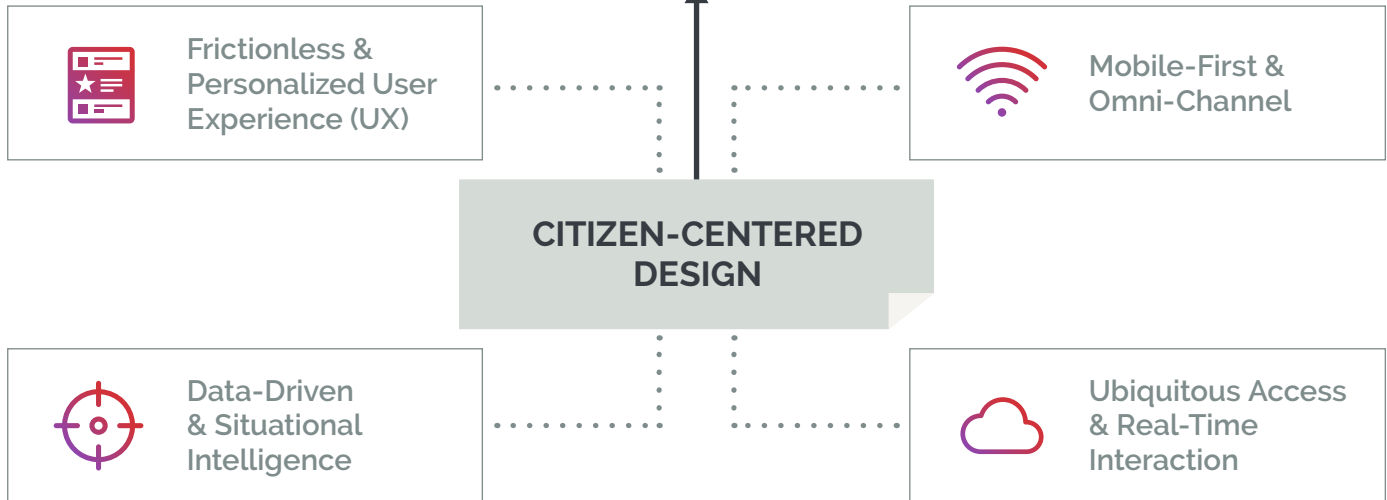 Frictionless &
Personalized User
Experience (UX)
Mobile-First &
Omni-Channel
CITIZEN-CENTERED
DESIGN
Data-Driven
& Situational
Intelligence
Ubiquitous Access
& Real-Time
Interaction